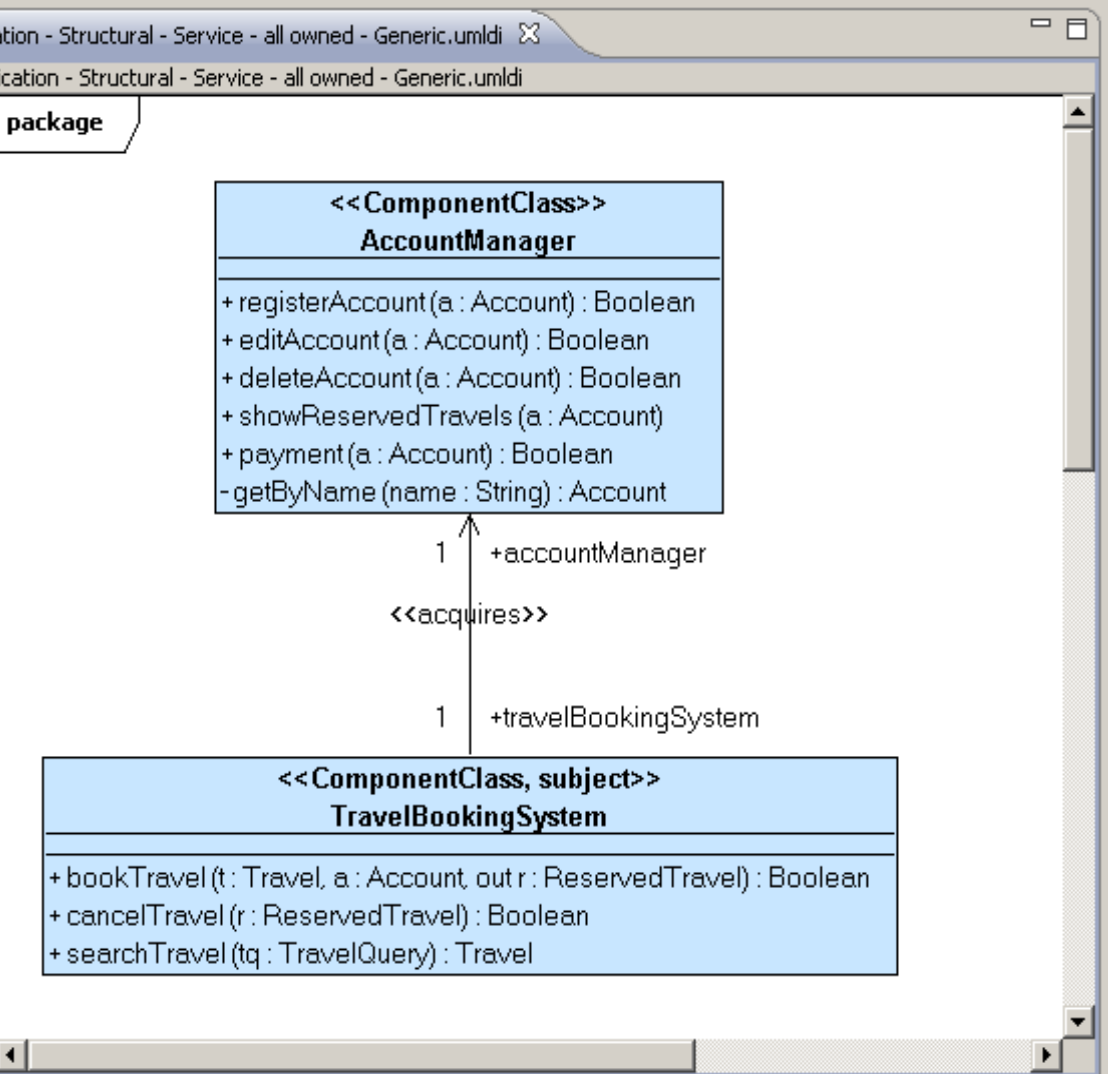 tion - Structural - Service - all owned - Generic.umldi
cation - Structural - Service - all owned - Generic.umldi
package
<<ComponentClass>>
AccountManager
+ registerAccount(a : Account) : Boolean
+ editAccount(a : Account) : Boolean
+ deleteAccount(a : Account) : Boolean
+ showReservedTravels(a : Account)
+ payment(a : Account) : Boolean
- getByName(name : String) : Account
1 +accountManager
<<acquires>>
1 +travelBookingSystem
<<ComponentClass, subject>>
TravelBookingSystem
+ bookTravel(t : Travel, a : Account, out r : ReservedTravel) : Boolean
+ cancelTravel(r : ReservedTravel) : Boolean
+ searchTravel(tq : TravelQuery) : Travel